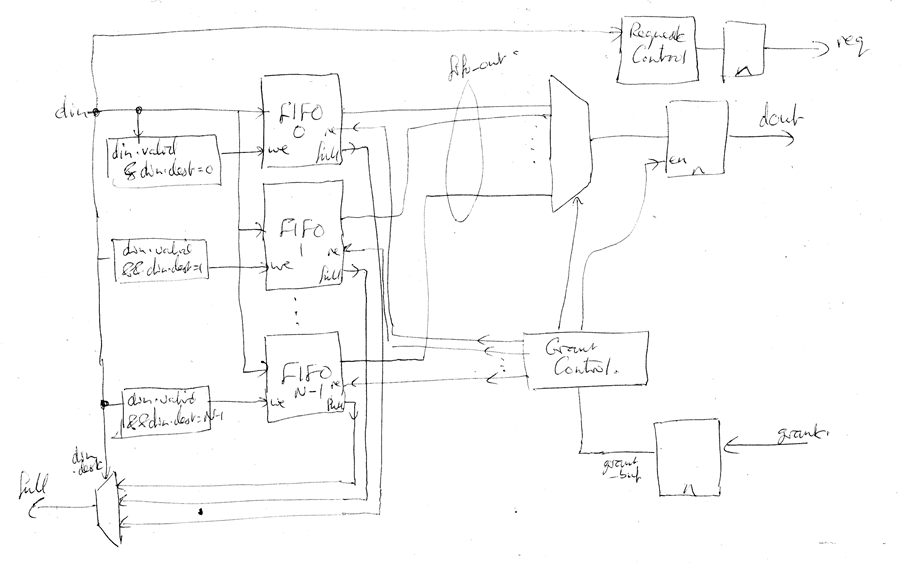 Request
Control
req
fifo_out
din
FIFO
0
re
we
full
din.valid
& din.dest=0
dout
en
FIFO
1
re
we
full
din.valid
&& din.dest=1
Grant
Control.
FIFO
N-1
re
we
full
din.valid
&& din.dest=N-1
grant
grant
_buf
din
.dest
full